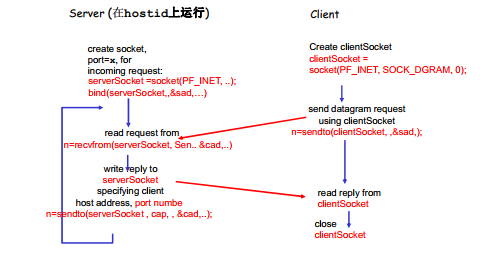 Server (在hostid上运行)
create socket,
port=x, for
incoming request:
serverSocket =socket(PF_INET, ..);
bind(serverSocket,,&sad,…)
read request from
n=recvfrom(serverSocket, Sen.. &cad,..)
write reply to
serverSocket
specifying client
host address, port numbe
n=sendto(serverSocket , cap, , &cad,..);
Client
Create clientSocket
clientSocket =
socket(PF_INET, SOCK_DGRAM, 0);
send datagram request
using clientSocket
n=sendto(clientSocket, ,&sad,);
read reply from
clientSocket
close
clientSocket